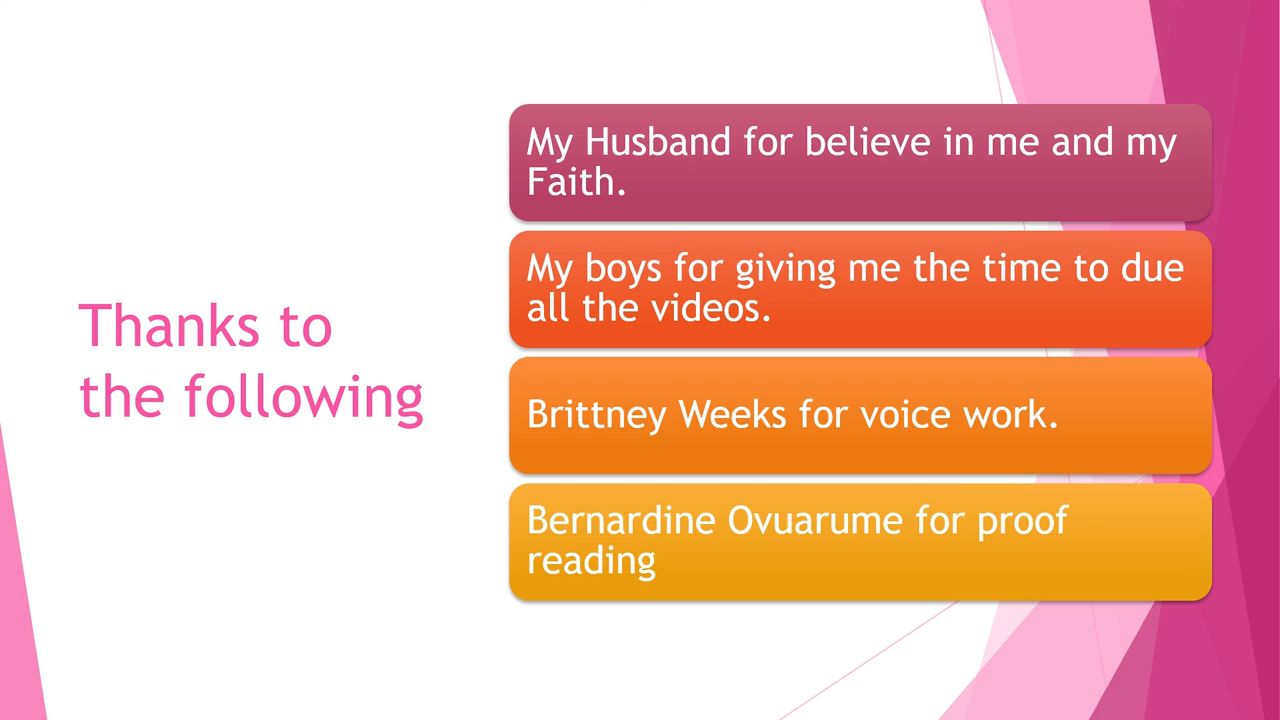 Thanks to
the following
My Husband for believe in me and my
Faith.
My boys for giving me the time to due
all the videos.
Brittney Weeks for voice work.
Bernardine Ovuarume for proof
reading